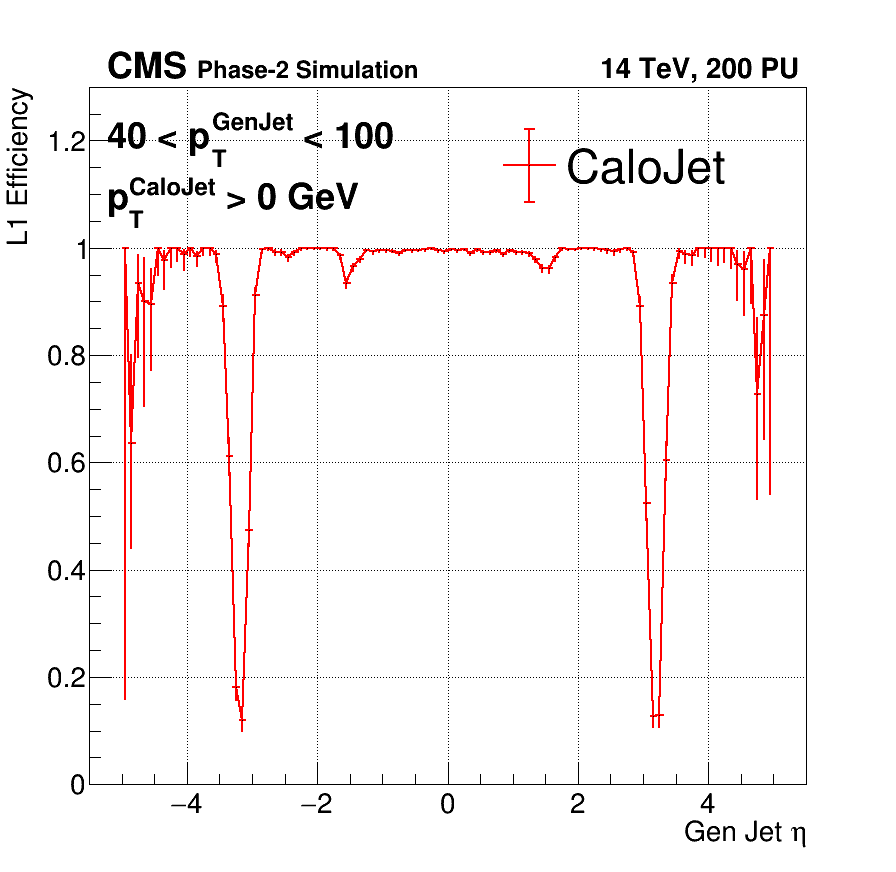 CMS Phase-2 Simulation 14 TeV, 200 PU
L1 Efficiency
40 < p_T^GenJet < 100
p_T^CaloJet > 0 GeV
CaloJet
1.2
1
0.8
0.6
0.4
0.2
0
−4 −2 0 2 4
Gen Jet η